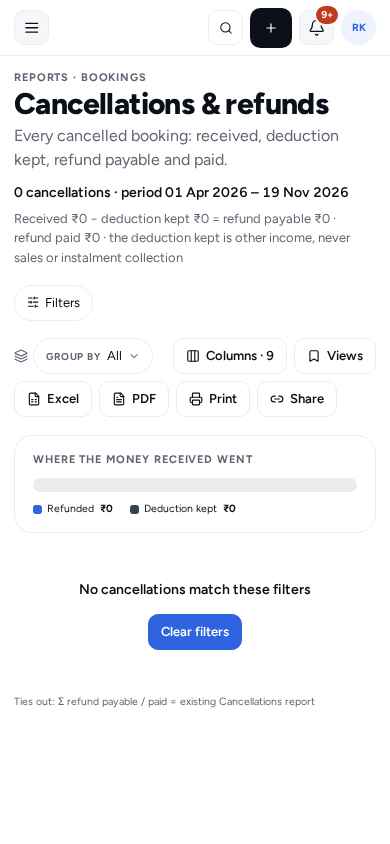 9+
RK
REPORTS · BOOKINGS
Cancellations & refunds
Every cancelled booking: received, deduction
kept, refund payable and paid.
0 cancellations · period 01 Apr 2026 – 19 Nov 2026
Received ₹0 − deduction kept ₹0 = refund payable ₹0 ·
refund paid ₹0 · the deduction kept is other income, never
sales or instalment collection
Filters
GROUP BY All
Columns · 9
Views
Excel
PDF
Print
Share
WHERE THE MONEY RECEIVED WENT
Refunded ₹0 Deduction kept ₹0
No cancellations match these filters
Clear filters
Ties out: Σ refund payable / paid = existing Cancellations report